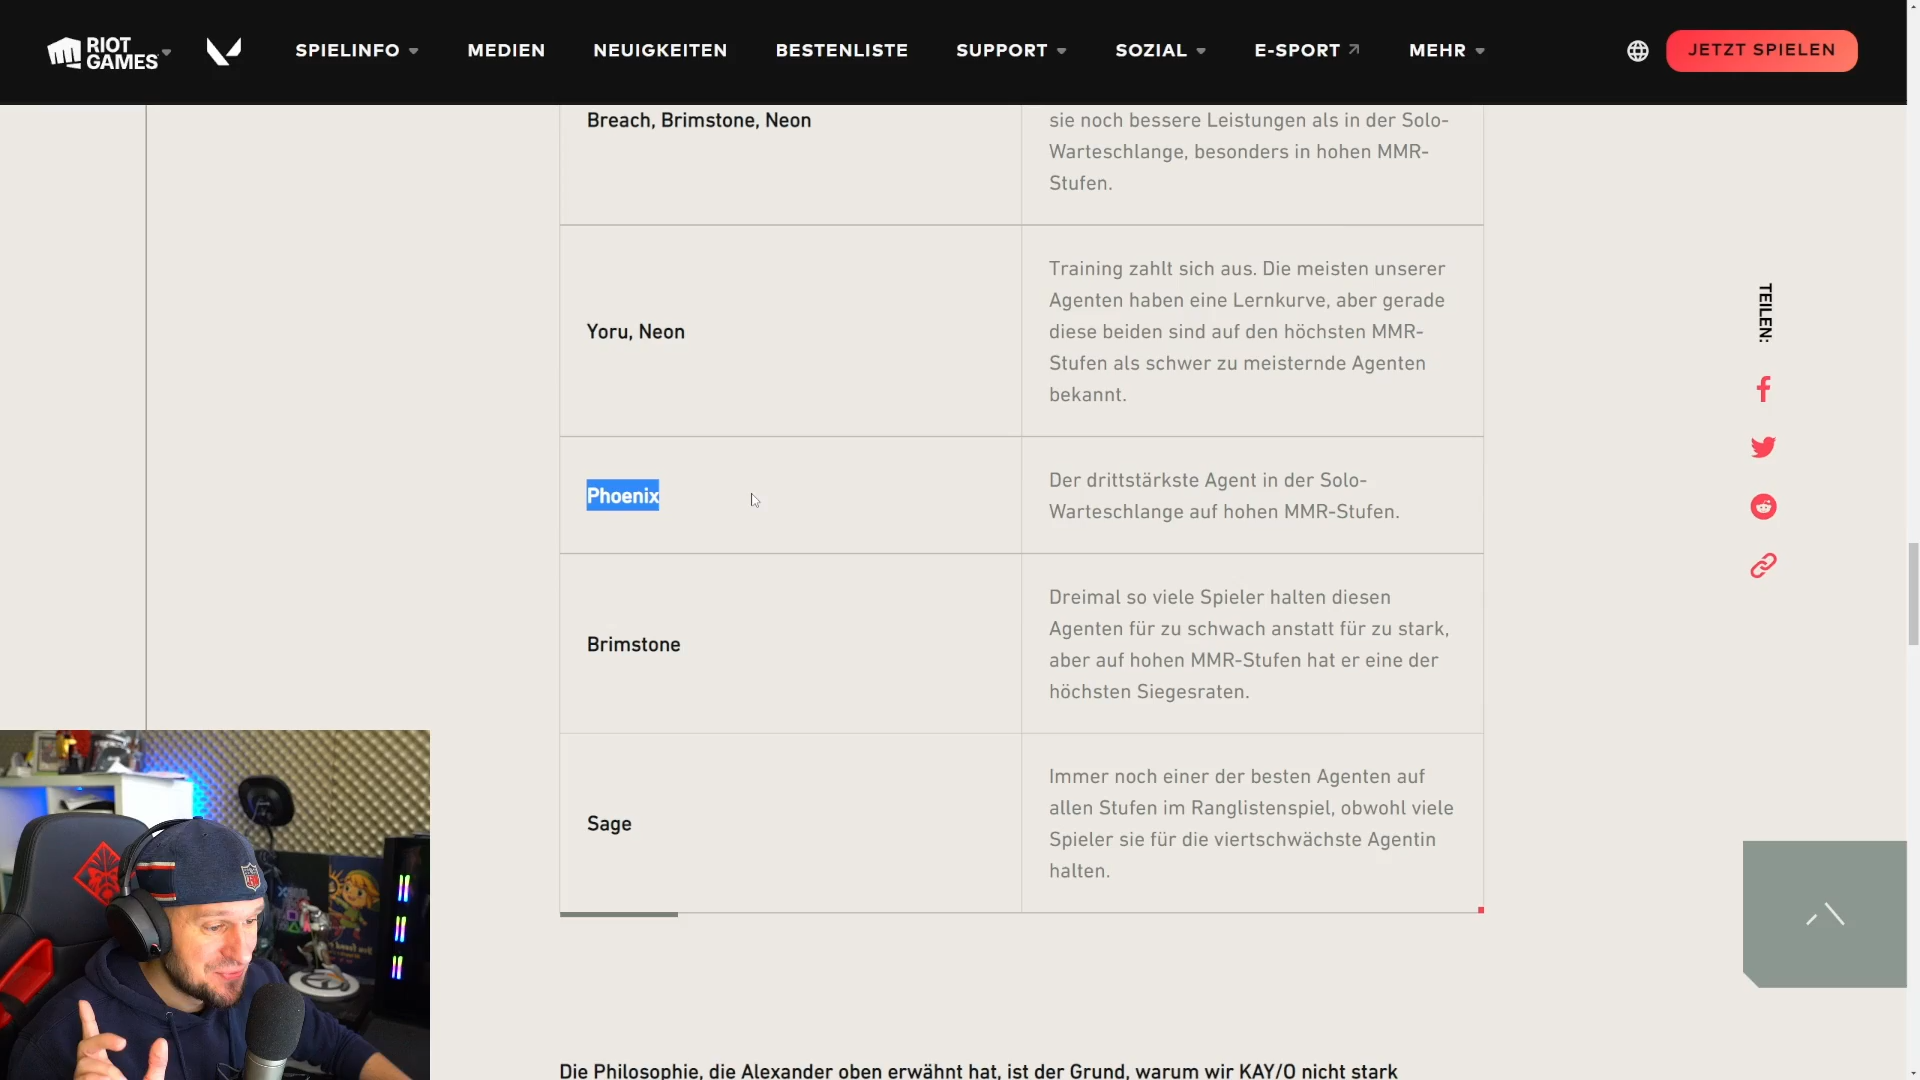 RIOT GAMES
SPIELINFO
MEDIEN
NEUIGKEITEN
BESTENLISTE
SUPPORT
SOZIAL
E-SPORT
MEHR
JETZT SPIELEN
Breach, Brimstone, Neon
sie noch bessere Leistungen als in der Solo-
Warteschlange, besonders in hohen MMR-
Stufen.
Yoru, Neon
Training zahlt sich aus. Die meisten unserer
Agenten haben eine Lernkurve, aber gerade
diese beiden sind auf den höchsten MMR-
Stufen als schwer zu meisternde Agenten
bekannt.
Phoenix
Der drittstärkste Agent in der Solo-
Warteschlange auf hohen MMR-Stufen.
Brimstone
Dreimal so viele Spieler halten diesen
Agenten für zu schwach anstatt für zu stark,
aber auf hohen MMR-Stufen hat er eine der
höchsten Siegesraten.
Sage
Immer noch einer der besten Agenten auf
allen Stufen im Ranglistenspiel, obwohl viele
Spieler sie für die viertschwächste Agentin
halten.
TEILEN:
NFL
Die Philosophie, die Alexander oben erwähnt hat, ist der Grund, warum wir KAY/O nicht stark